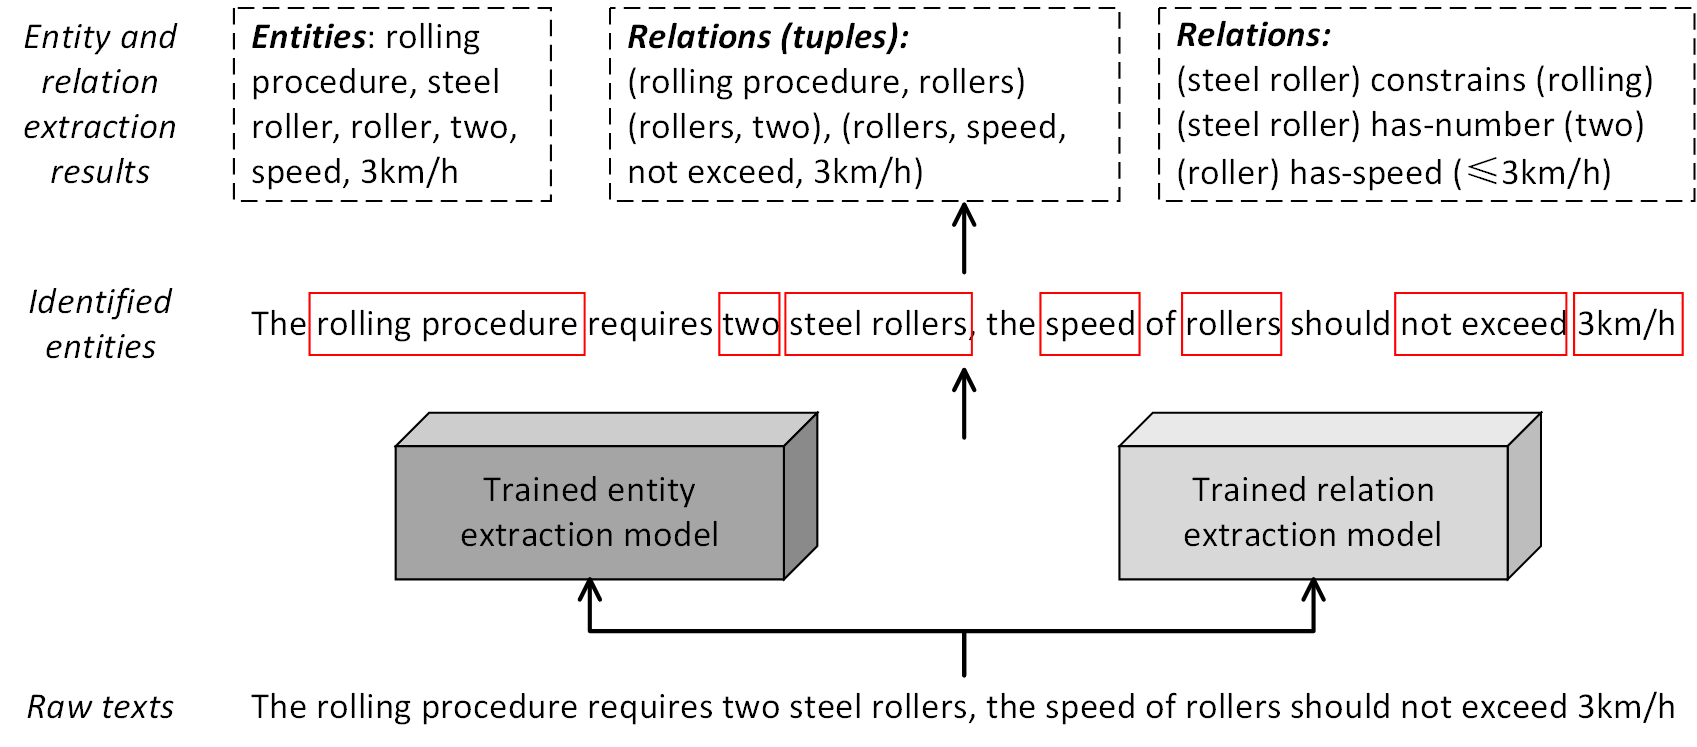 Entity and
relation
extraction
results
Entities: rolling
procedure, steel
roller, roller, two,
speed, 3km/h
Relations (tuples):
(rolling procedure, rollers)
(rollers, two), (rollers, speed,
not exceed, 3km/h)
Relations:
(steel roller) constrains (rolling)
(steel roller) has-number (two)
(roller) has-speed (≤3km/h)
Identified
entities
The rolling procedure requires two steel rollers, the speed of rollers should not exceed 3km/h
Trained entity
extraction model
Trained relation
extraction model
Raw texts
The rolling procedure requires two steel rollers, the speed of rollers should not exceed 3km/h